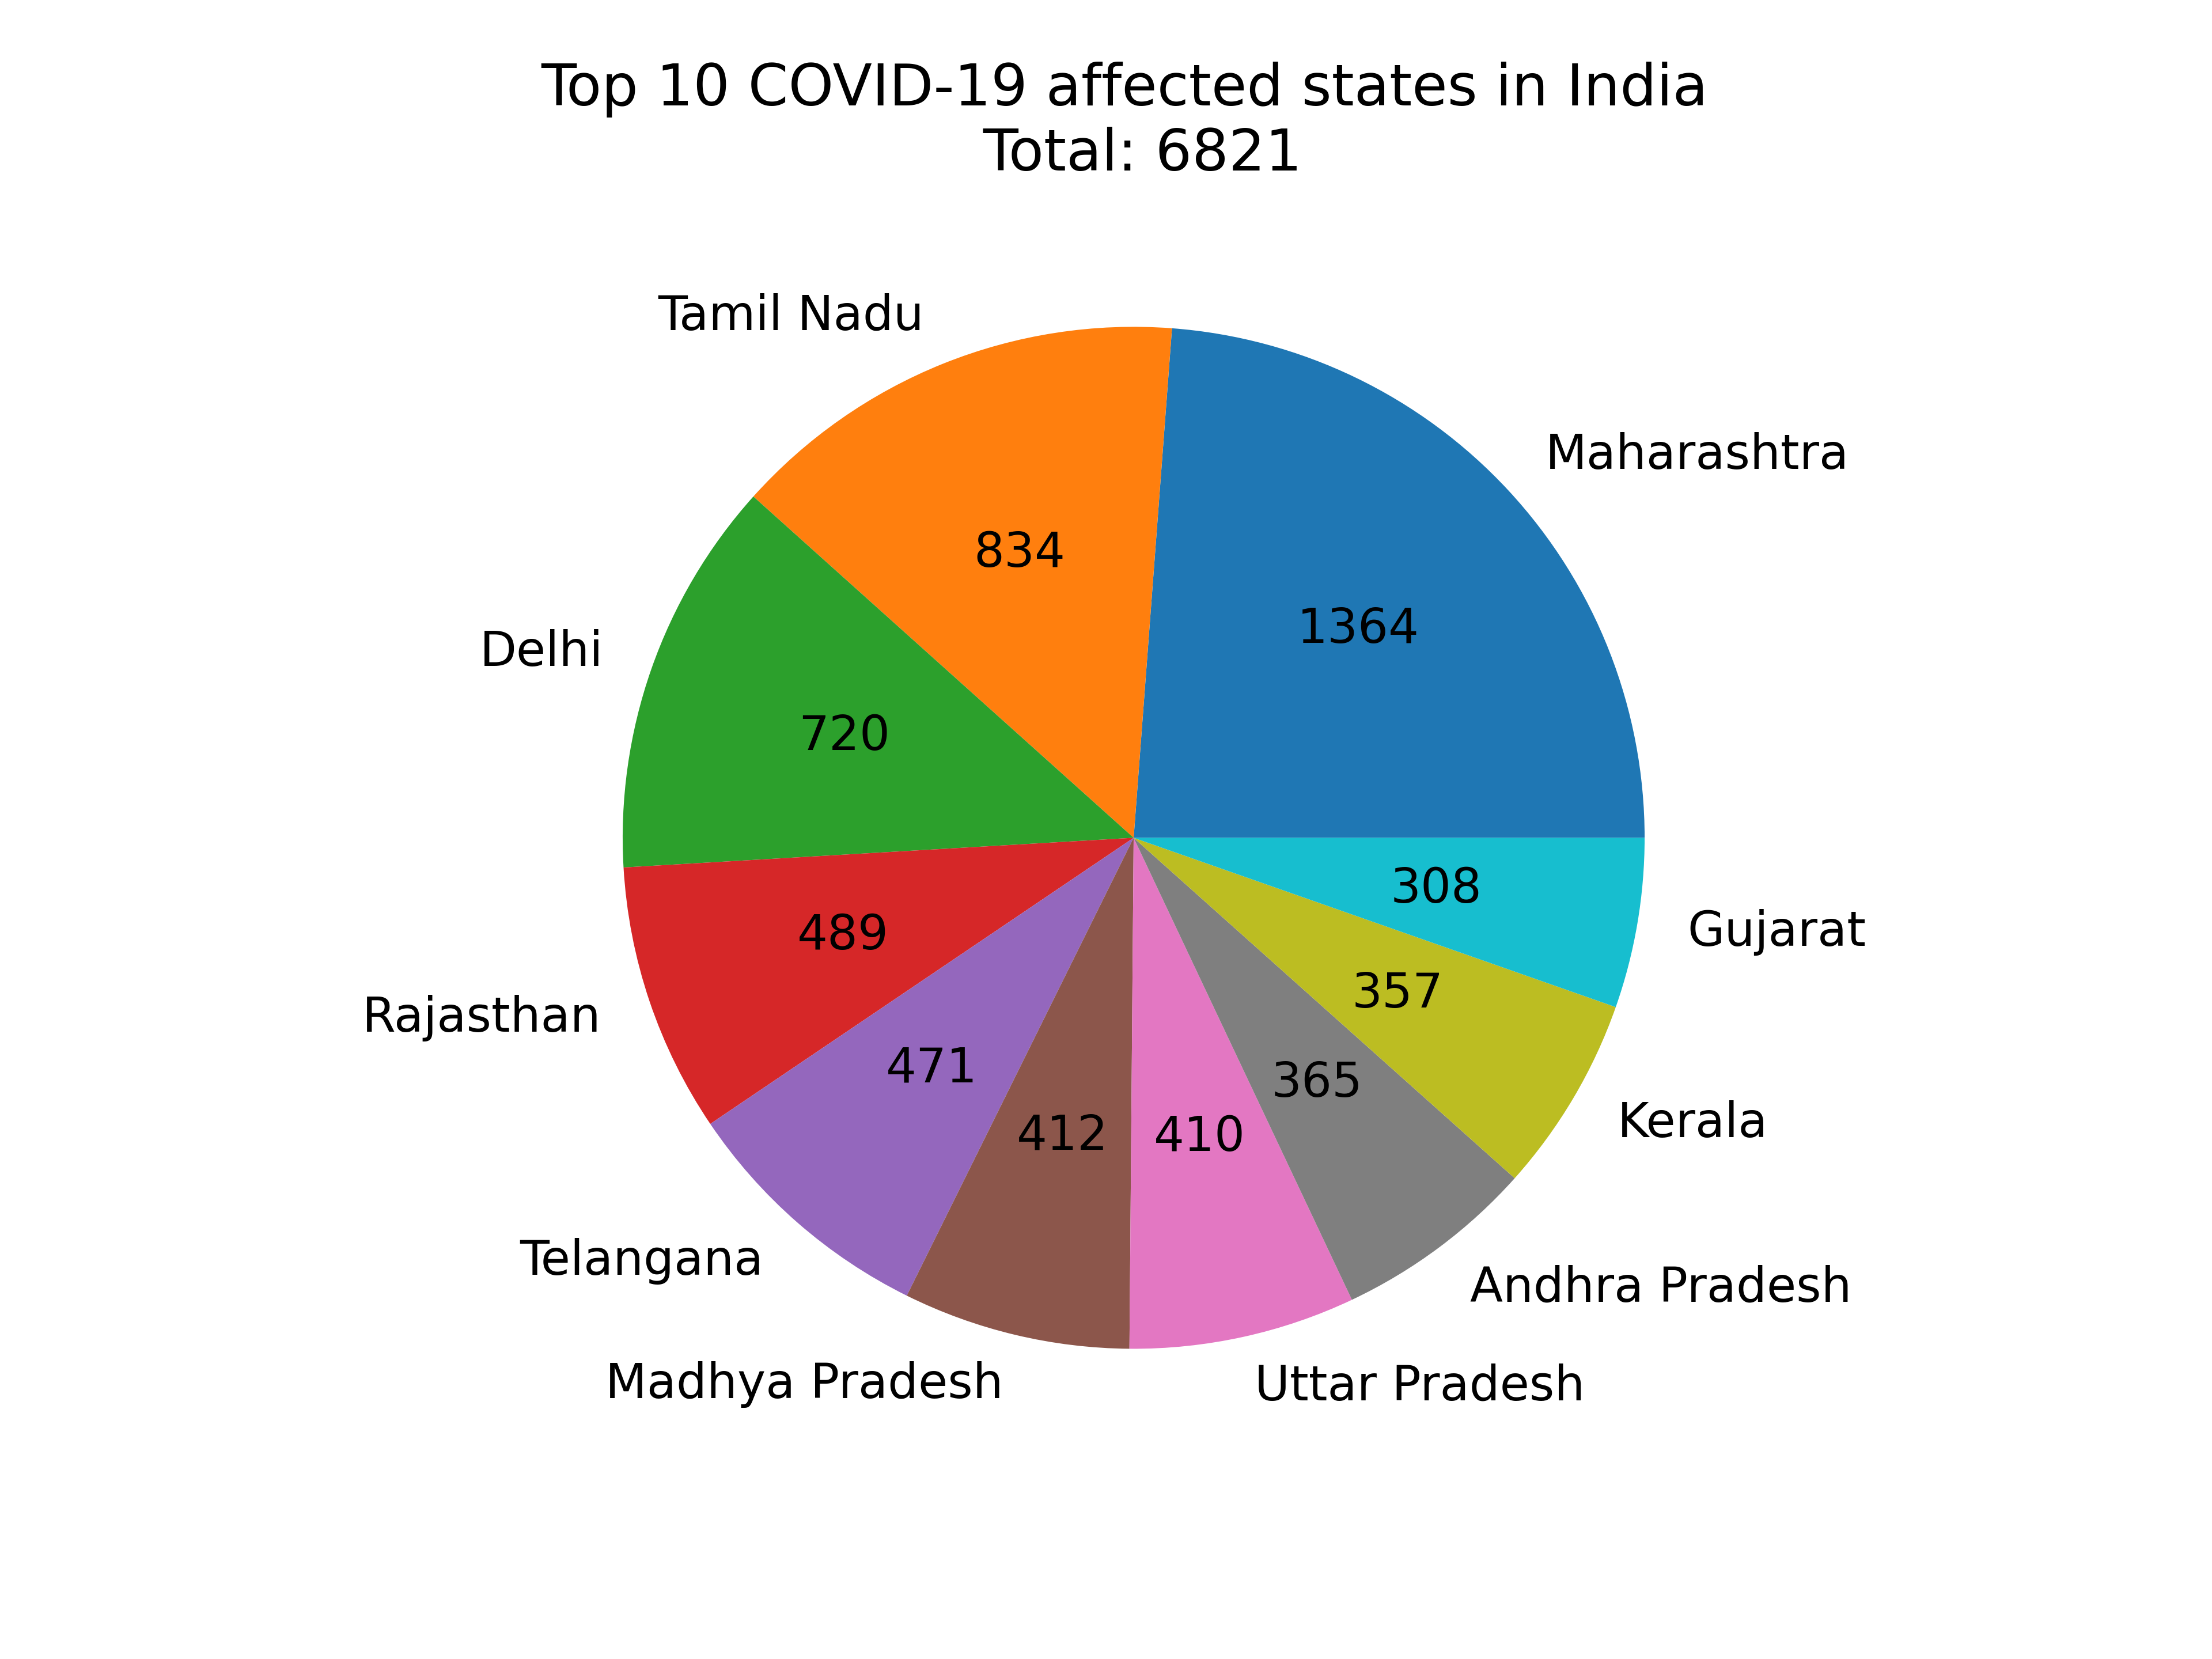 Top 10 COVID-19 affected states in India
Total: 6821
Tamil Nadu
Maharashtra
834
1364
Delhi
720
308
489
Gujarat
357
Rajasthan
471
365
412
410
Kerala
Telangana
Andhra Pradesh
Madhya Pradesh
Uttar Pradesh